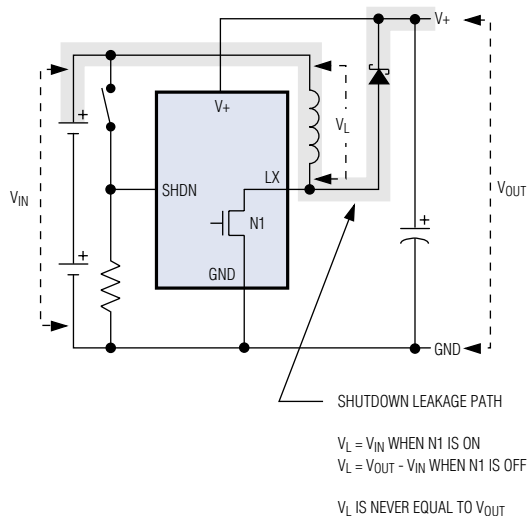 V+
V+
VIN
+
SHDN
LX
VL
VOUT
N1
+
+
GND
GND
SHUTDOWN LEAKAGE PATH
VL = VIN WHEN N1 IS ON
VL = VOUT - VIN WHEN N1 IS OFF
VL IS NEVER EQUAL TO VOUT